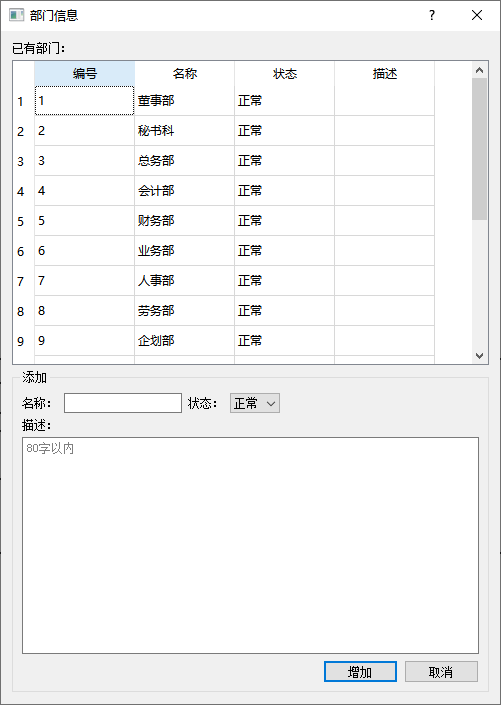 部门信息
?
已有部门：
编号 名称 状态 描述
1 1 董事部 正常
2 2 秘书科 正常
3 3 总务部 正常
4 4 会计部 正常
5 5 财务部 正常
6 6 业务部 正常
7 7 人事部 正常
8 8 劳务部 正常
9 9 企划部 正常
添加
名称： 状态： 正常
描述：
80字以内
增加 取消